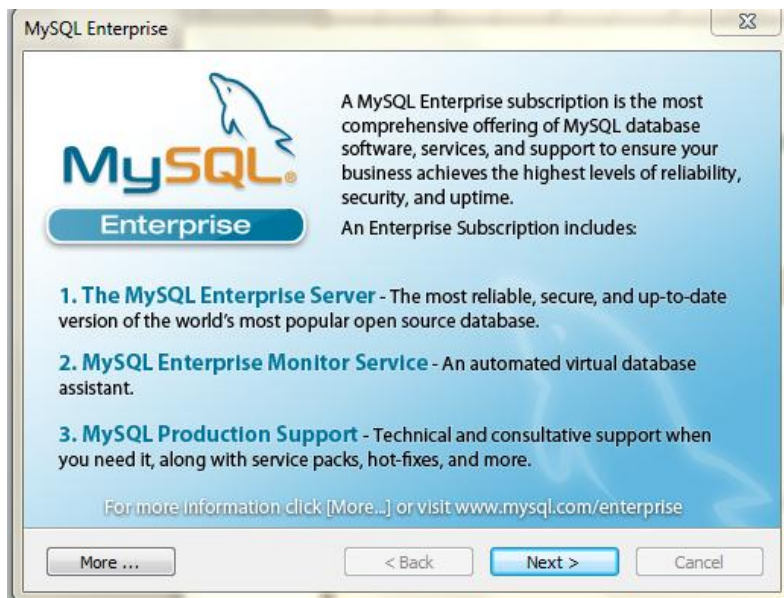 MySQL Enterprise
MySQL®
Enterprise
A MySQL Enterprise subscription is the most
comprehensive offering of MySQL database
software, services, and support to ensure your
business achieves the highest levels of reliability,
security, and uptime.
An Enterprise Subscription includes:
1. The MySQL Enterprise Server - The most reliable, secure, and up-to-date
version of the world's most popular open source database.
2. MySQL Enterprise Monitor Service - An automated virtual database
assistant.
3. MySQL Production Support - Technical and consultative support when
you need it, along with service packs, hot-fixes, and more.
For more information click [More...] or visit www.mysql.com/enterprise
More ...
< Back
Next >
Cancel